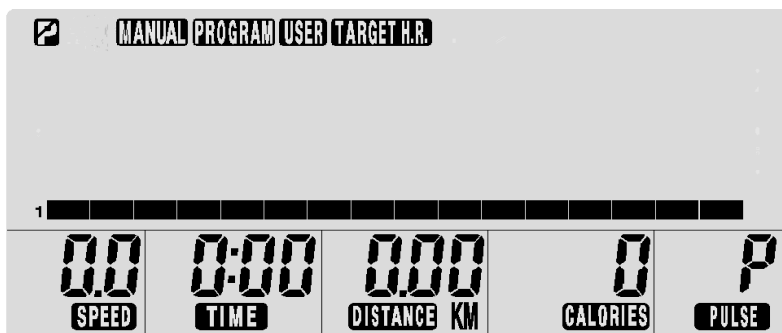 P MANUAL PROGRAM USER TARGET H.R.
1
0.0 0:00 0.00 0 P
SPEED TIME DISTANCE KM CALORIES PULSE